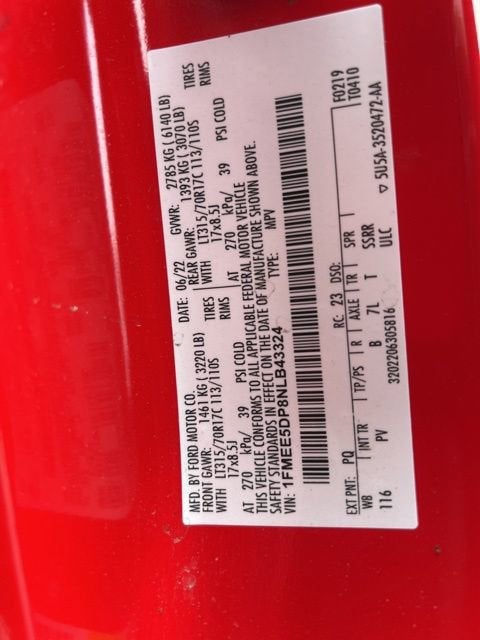 MFD. BY FORD MOTOR CO.
DATE: 06/22
GVWR: 2785 KG ( 6140 LB)
FRONT GAWR: 1461 KG ( 3220 LB)
REAR GAWR: 1393 KG ( 3070 LB)
WITH LT315/70R17C 113/110S TIRES
17x8.5J RIMS
AT 270 kPa/ 39 PSI COLD
WITH LT315/70R17C 113/110S TIRES
17x8.5J RIMS
AT 270 kPa/ 39 PSI COLD
THIS VEHICLE CONFORMS TO ALL APPLICABLE FEDERAL MOTOR VEHICLE
SAFETY STANDARDS IN EFFECT ON THE DATE OF MANUFACTURE SHOWN ABOVE.
VIN: 1FMEE5DP8NLB43324
TYPE: MPV
F0219
T0410
EXT PNT: PQ
RC: 23 DSO:
WB INT TR TP/PS R AXLE TR SPR
116 PV B 7L T SSRR
ULC
3202206305816
▽ 5U5A-3520472-AA